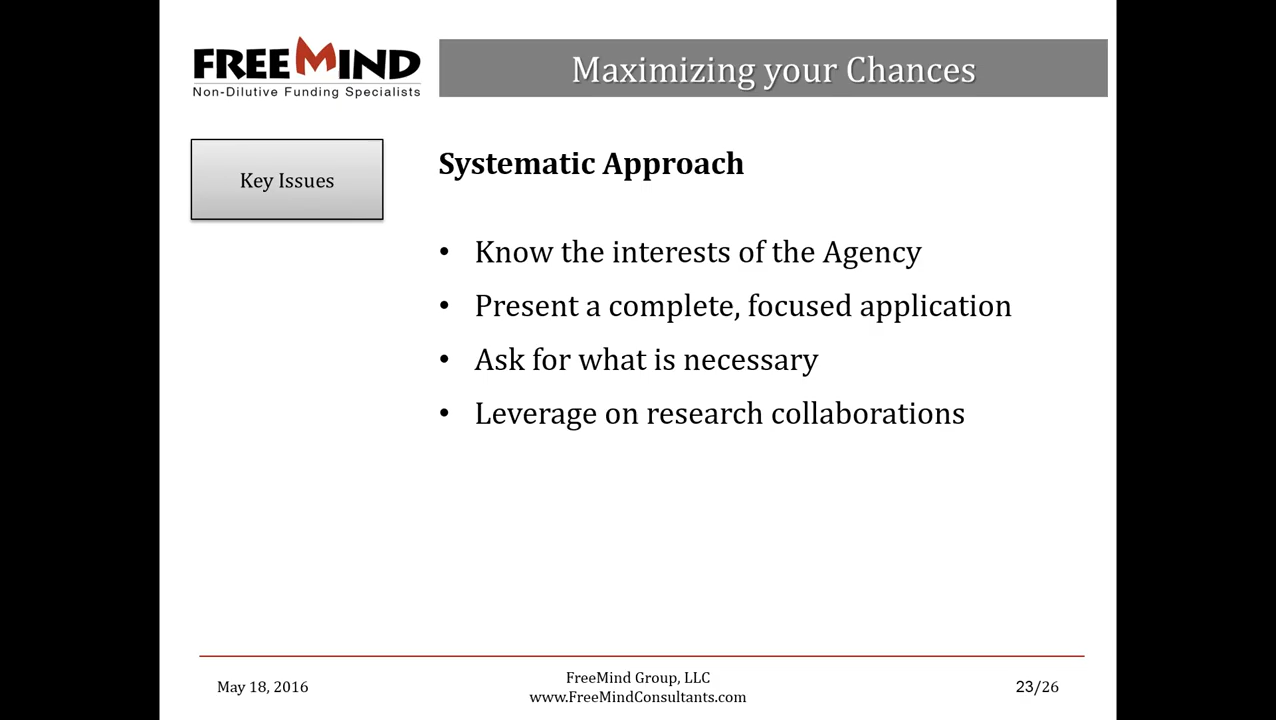 FREEMIND
Non-Dilutive Funding Specialists
Maximizing your Chances
Key Issues
Systematic Approach
• Know the interests of the Agency
• Present a complete, focused application
• Ask for what is necessary
• Leverage on research collaborations
May 18, 2016
FreeMind Group, LLC
www.FreeMindConsultants.com
23/26